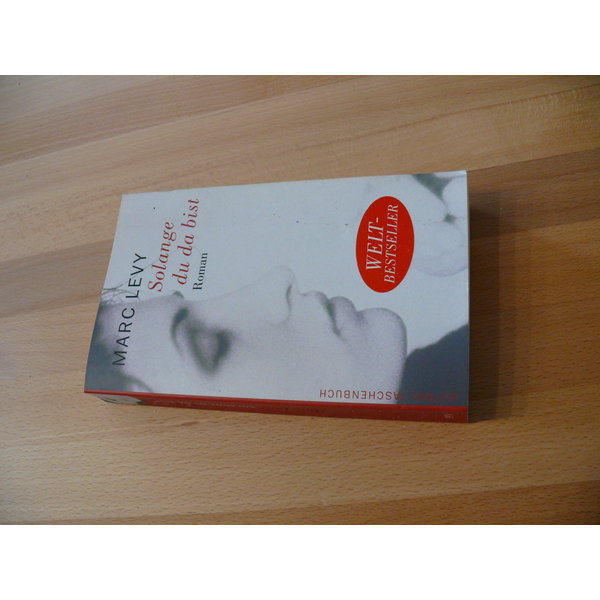 MARC LEVY
Solange
du da bist
Roman
WELT-
BESTSELLER
TASCHENBUCH